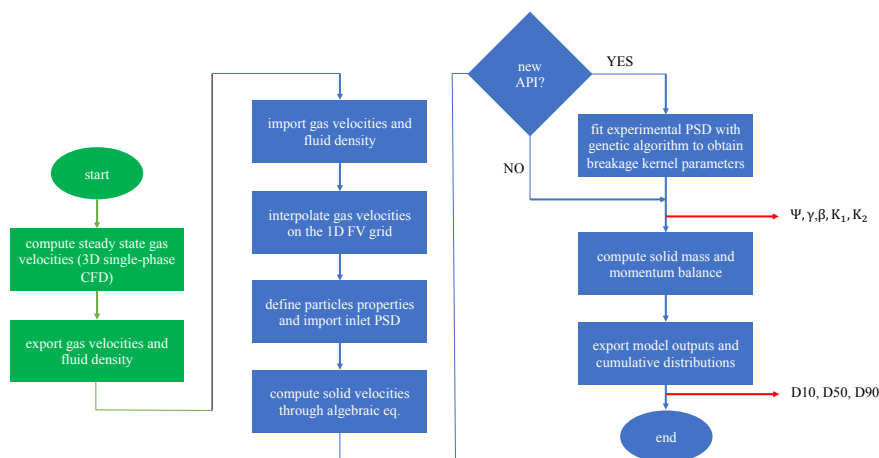 start
compute steady state gas
velocities (3D single-phase
CFD)
export gas velocities and
fluid density
import gas velocities and
fluid density
interpolate gas velocities
on the 1D FV grid
define particles properties
and import inlet PSD
compute solid velocities
through algebraic eq.
new
API?
YES
NO
fit experimental PSD with
genetic algorithm to obtain
breakage kernel parameters
Ψ, γ,β, K₁, K₂
compute solid mass and
momentum balance
export model outputs and
cumulative distributions
D10, D50, D90
end